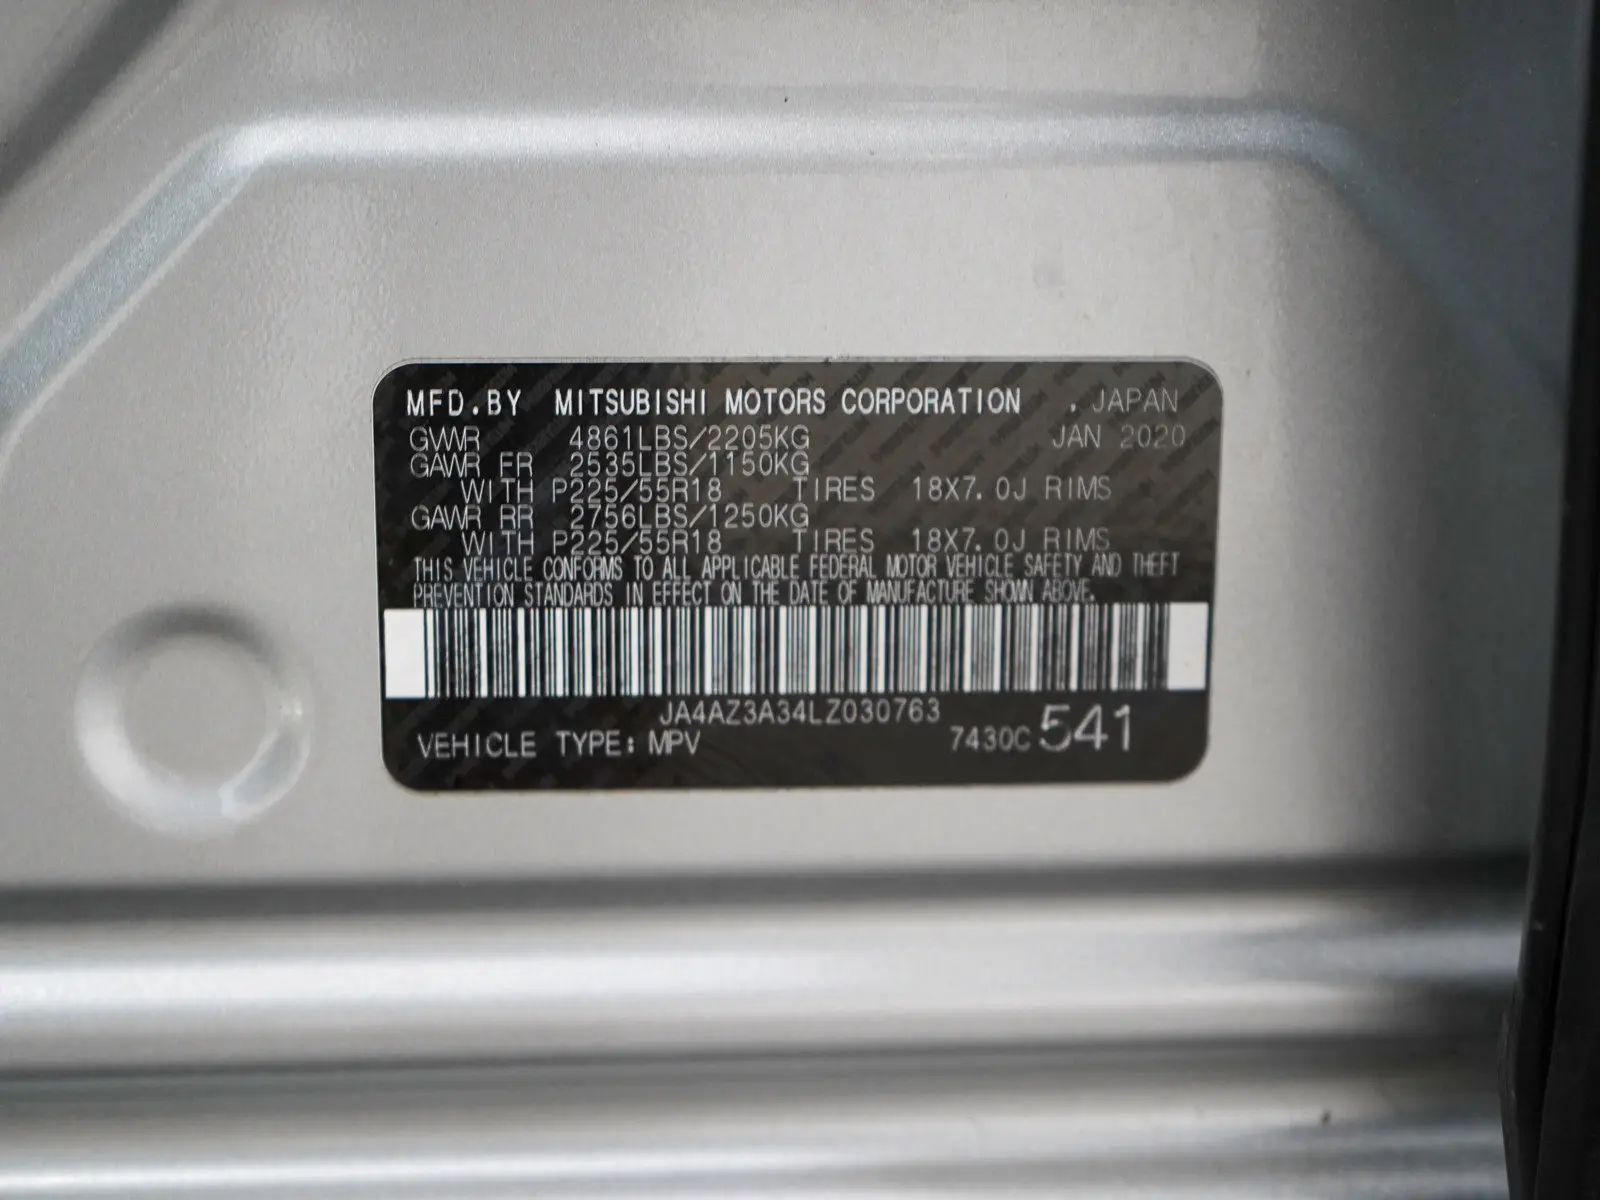 MFD.BY MITSUBISHI MOTORS CORPORATION . JAPAN
GVWR 4861LBS/2205KG JAN 2020
GAWR FR 2535LBS/1150KG
WITH P225/55R18 TIRES 18X7.0J RIMS
GAWR RR 2756LBS/1250KG
WITH P225/55R18 TIRES 18X7.0J RIMS
THIS VEHICLE CONFORMS TO ALL APPLICABLE FEDERAL MOTOR VEHICLE SAFETY AND THEFT
PREVENTION STANDARDS IN EFFECT ON THE DATE OF MANUFACTURE SHOWN ABOVE.
JA4AZ3A34LZ030763
VEHICLE TYPE: MPV 7430C 541